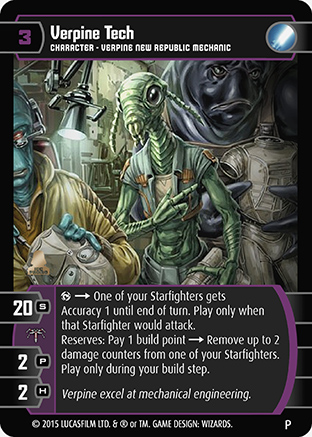 3
Verpine Tech
CHARACTER - VERPINE NEW REPUBLIC MECHANIC
20 S
2 P
2 H
→ One of your Starfighters gets
Accuracy 1 until end of turn. Play only when
that Starfighter would attack.
Reserves: Pay 1 build point → Remove up to 2
damage counters from one of your Starfighters.
Play only during your build step.
Verpine excel at mechanical engineering.
© 2015 LUCASFILM LTD. & ® or TM. GAME DESIGN: WIZARDS.
P